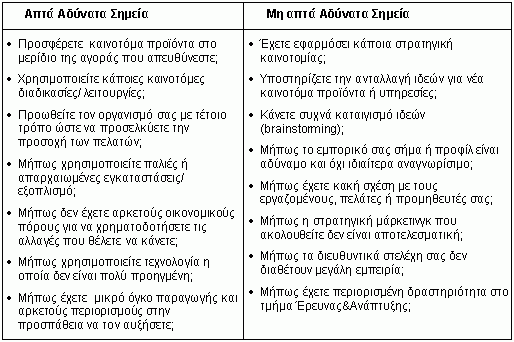 Απτά Αδύνατα Σημεία
• Προσφέρετε καινοτόμα προϊόντα στο
μερίδιο της αγοράς που απευθύνεστε;
• Χρησιμοποιείτε κάποιες καινοτόμες
διαδικασίες/ λειτουργίες;
• Προωθείτε τον οργανισμό σας με τέτοιο
τρόπο ώστε να προσελκύετε την
προσοχή των πελατών;
• Μήπως χρησιμοποιείτε παλιές ή
απαρχαιωμένες εγκαταστάσεις/
εξοπλισμό;
• Μήπως δεν έχετε αρκετούς οικονομικούς
πόρους για να χρηματοδοτήσετε τις
αλλαγές που θέλετε να κάνετε;
• Μήπως χρησιμοποιείτε τεχνολογία η
οποία δεν είναι πολύ προηγμένη;
• Μήπως έχετε μικρό όγκο παραγωγής και
αρκετούς περιορισμούς στην
προσπάθεια να τον αυξήσετε;
Μη απτά Αδύνατα Σημεία
• Έχετε εφαρμόσει κάποια στρατηγική
καινοτομίας;
• Υποστηρίζετε την ανταλλαγή ιδεών για νέα
καινοτόμα προϊόντα ή υπηρεσίες;
• Κάνετε συχνά καταιγισμό ιδεών
(brainstorming);
• Μήπως το εμπορικό σας σήμα ή προφίλ είναι
αδύναμο και όχι ιδιαίτερα αναγνωρίσιμο;
• Μήπως έχετε κακή σχέση με τους
εργαζομένους, πελάτες ή προμηθευτές σας;
• Μήπως η στρατηγική μάρκετινγκ που
ακολουθείτε δεν είναι αποτελεσματική;
• Μήπως τα διευθυντικά στελέχη σας δεν
διαθέτουν μεγάλη εμπειρία;
• Μήπως έχετε περιορισμένη δραστηριότητα στο
τμήμα Έρευνας&Ανάπτυξης;